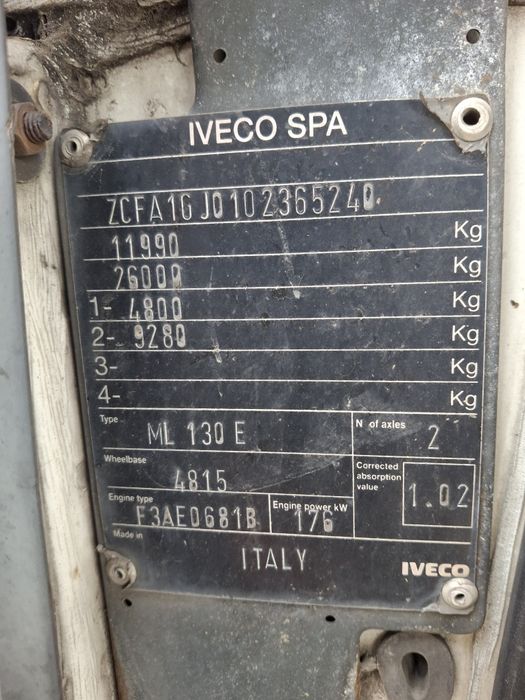 IVECO SPA
ZCFA1GJ0102365240
11990 Kg
26000 Kg
1- 4800 Kg
2- 9280 Kg
3- Kg
4- Kg
Type ML 130 E N of axles 2
Wheelbase 4815 Corrected absorption value 1.02
Engine type F3AE0681B Engine power kW 176
Made in ITALY IVECO